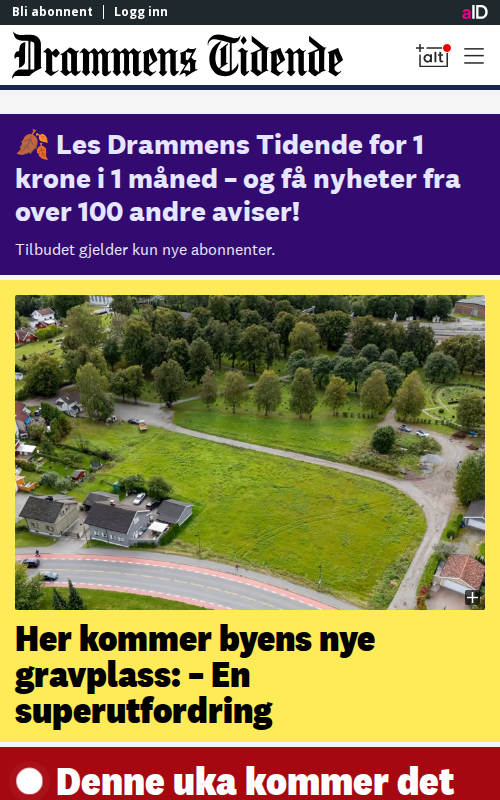 Bli abonnent | Logg inn
aID
Drammens Tidende
+alt
🍂 Les Drammens Tidende for 1
krone i 1 måned – og få nyheter fra
over 100 andre aviser!
Tilbudet gjelder kun nye abonnenter.
Her kommer byens nye
gravplass: – En
superutfordring
Denne uka kommer det